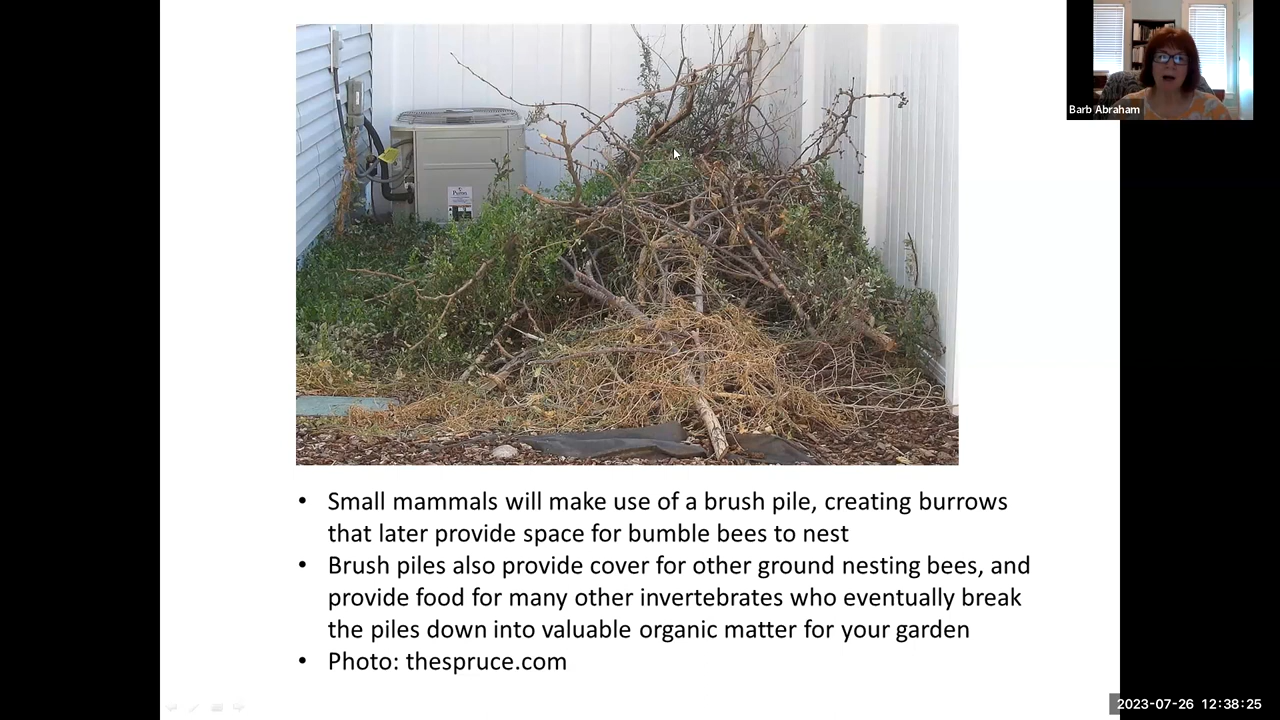 Barb Abraham
• Small mammals will make use of a brush pile, creating burrows
that later provide space for bumble bees to nest
• Brush piles also provide cover for other ground nesting bees, and
provide food for many other invertebrates who eventually break
the piles down into valuable organic matter for your garden
• Photo: thespruce.com
2023-07-26 12:38:25